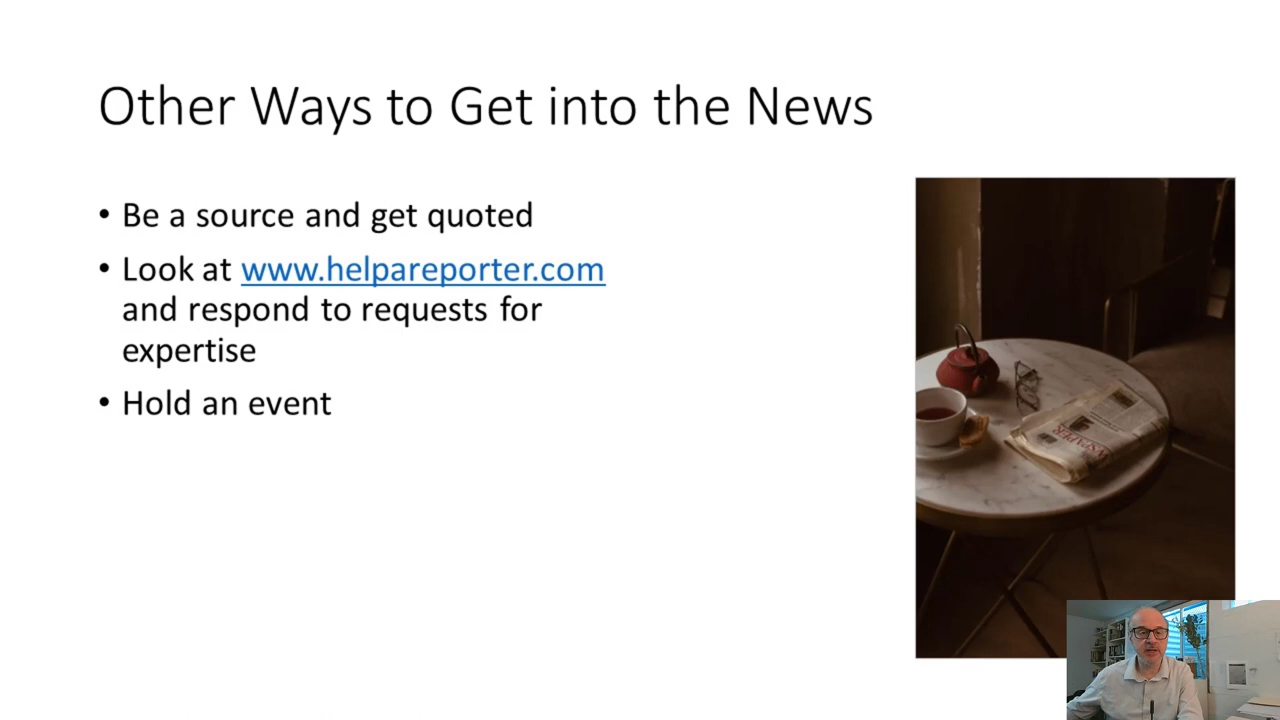 Other Ways to Get into the News
• Be a source and get quoted
• Look at www.helpareporter.com
and respond to requests for
expertise
• Hold an event